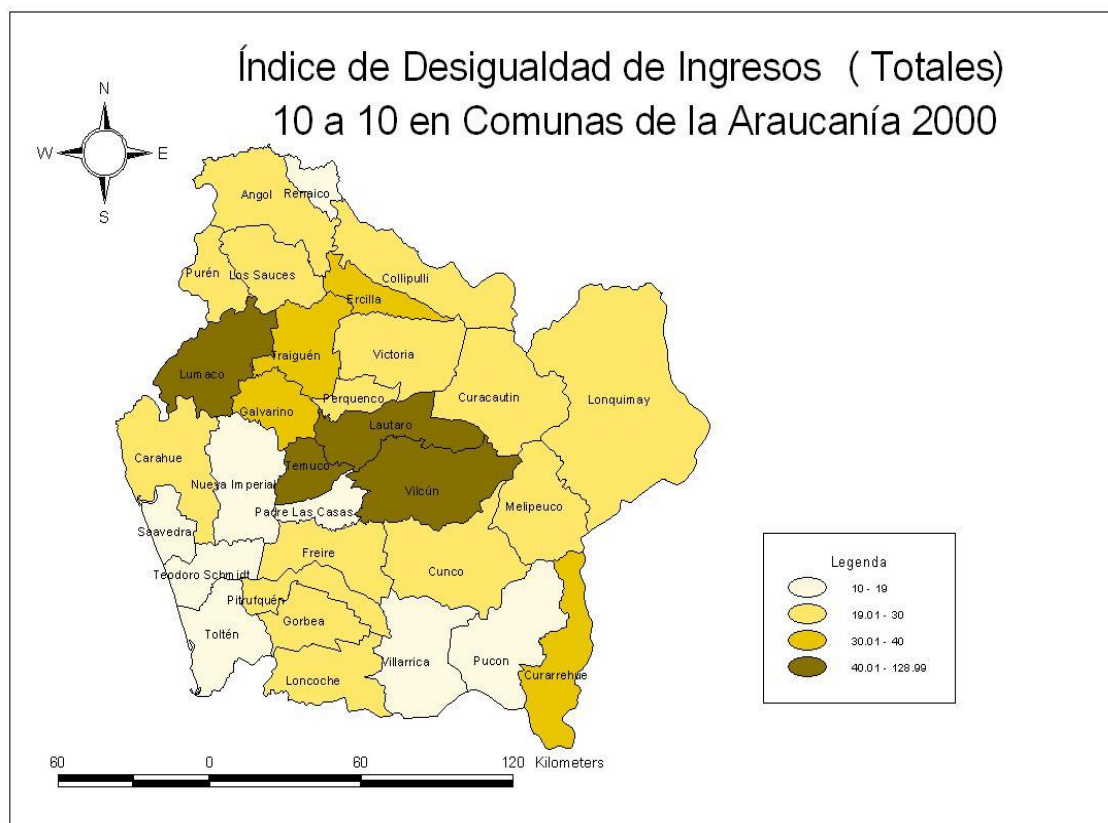 Índice de Desigualdad de Ingresos ( Totales)
10 a 10 en Comunas de la Araucanía 2000
N
W
E
S
Angol
Renaico
Purén
Los Sauces
Collipulli
Ercilla
Traiguén
Victoria
Lumaco
Perquenco
Curacautin
Lonquimay
Galvarino
Lautaro
Carahue
Temuco
Nueva Imperial
Vilcún
Padre Las Casas
Melipeuco
Saavedra
Freire
Teodoro Schmidt
Cunco
Pitrufquén
Gorbea
Toltén
Villarrica
Pucon
Curarrehue
Loncoche
Legenda
10 - 19
19.01 - 30
30.01 - 40
40.01 - 128.99
60 0 60 120 Kilometers